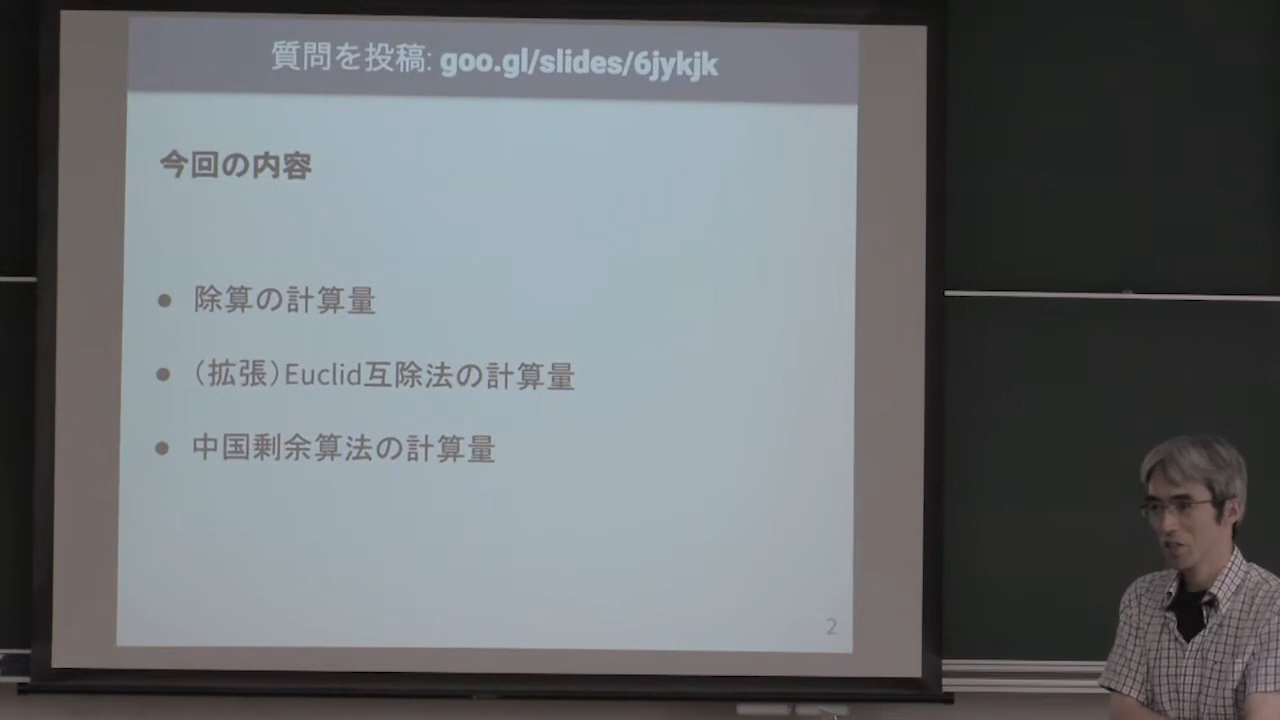 質問を投稿: goo.gl/slides/6jykjk
今回の内容
● 除算の計算量
● (拡張)Euclid互除法の計算量
● 中国剰余算法の計算量
2